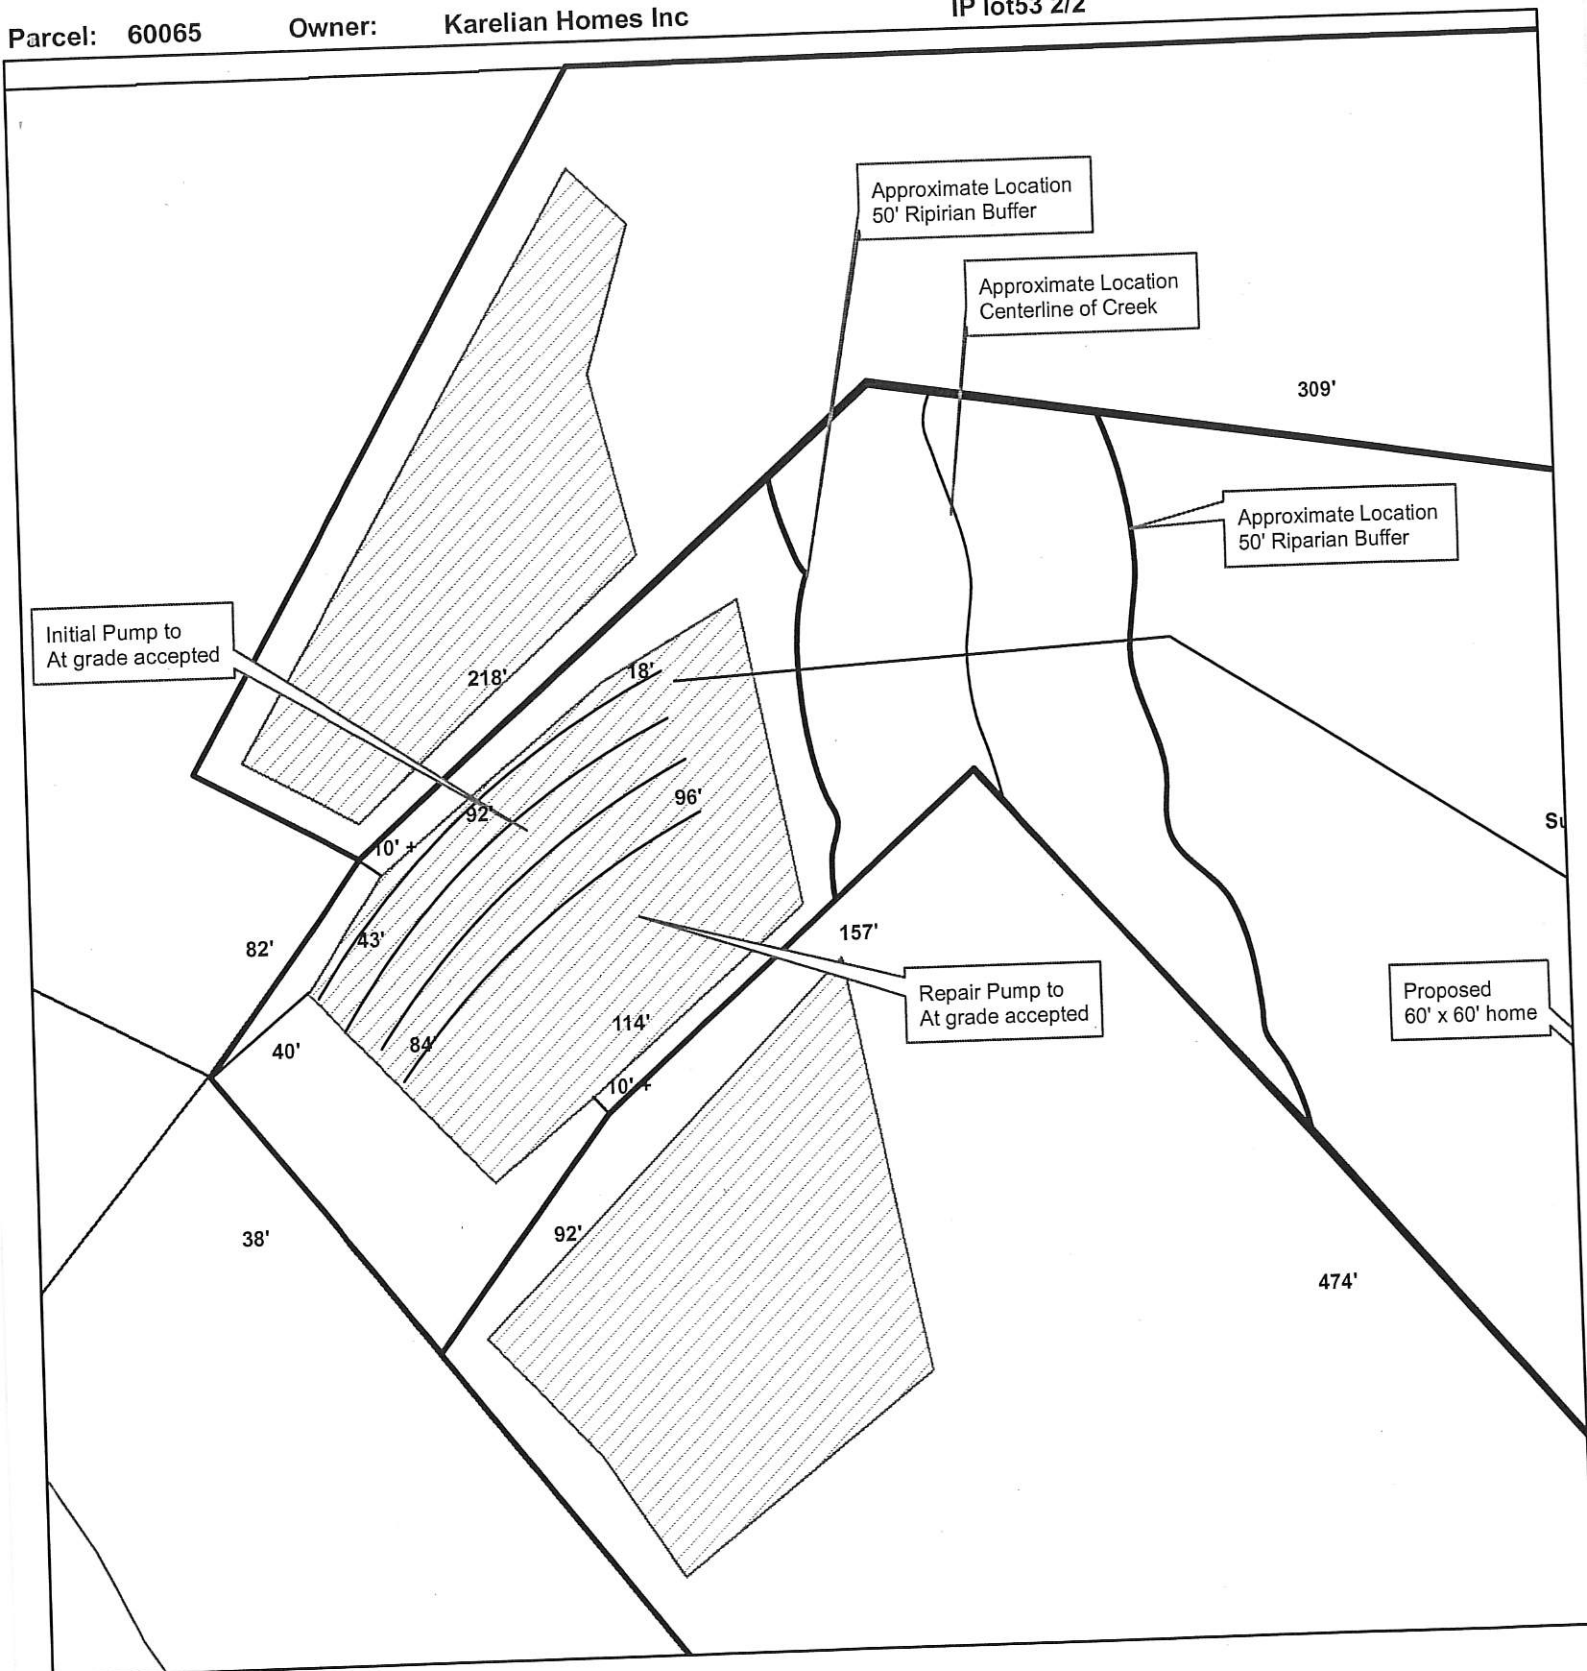 Parcel: 60065 Owner: Karelian Homes Inc IP lot53 2/2
Approximate Location
50' Ripirian Buffer
Approximate Location
Centerline of Creek
309'
Approximate Location
50' Riparian Buffer
Initial Pump to
At grade accepted
218'
18'
92'
96'
10' +
43'
82'
157'
Repair Pump to
At grade accepted
Proposed
60' x 60' home
114'
40'
84'
10' +
92'
38'
474'